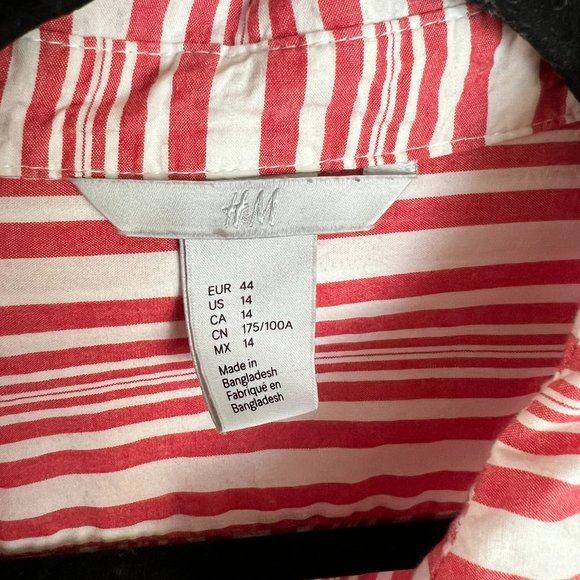 H&M
EUR 44
US 14
CA 14
CN 175/100A
MX 14
Made in
Bangladesh
Fabriqué en
Bangladesh